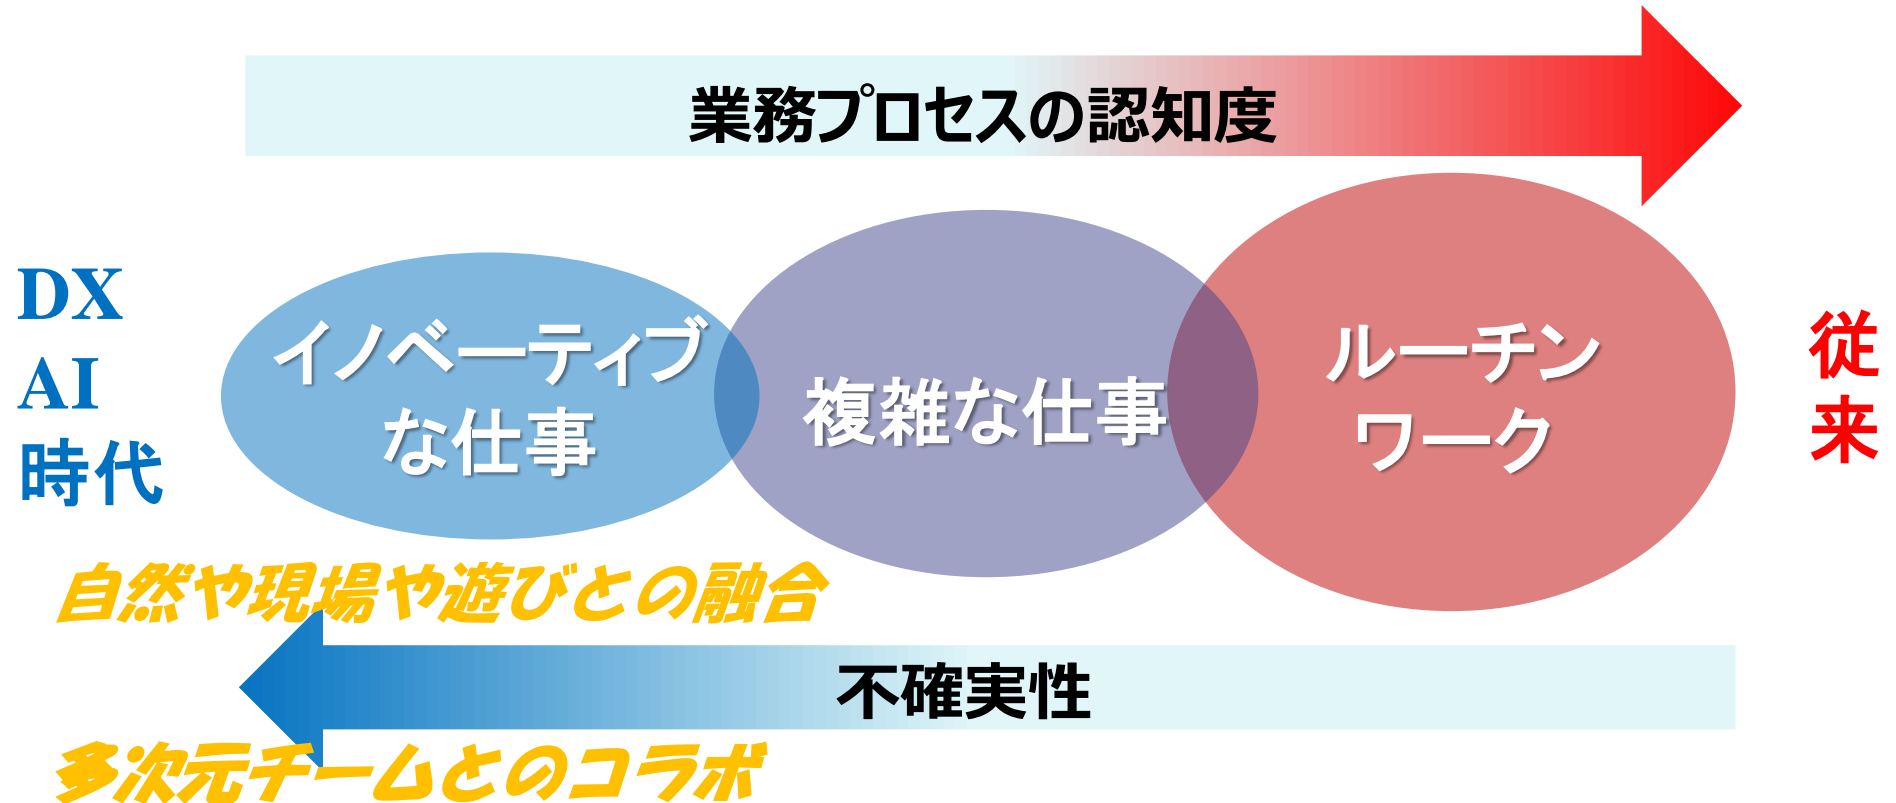 業務プロセスの認知度
DX
AI
時代
イノベーティブ
な仕事
複雑な仕事
ルーチン
ワーク
従
来
自然や現場や遊びとの融合
不確実性
多次元チームとのコラボ